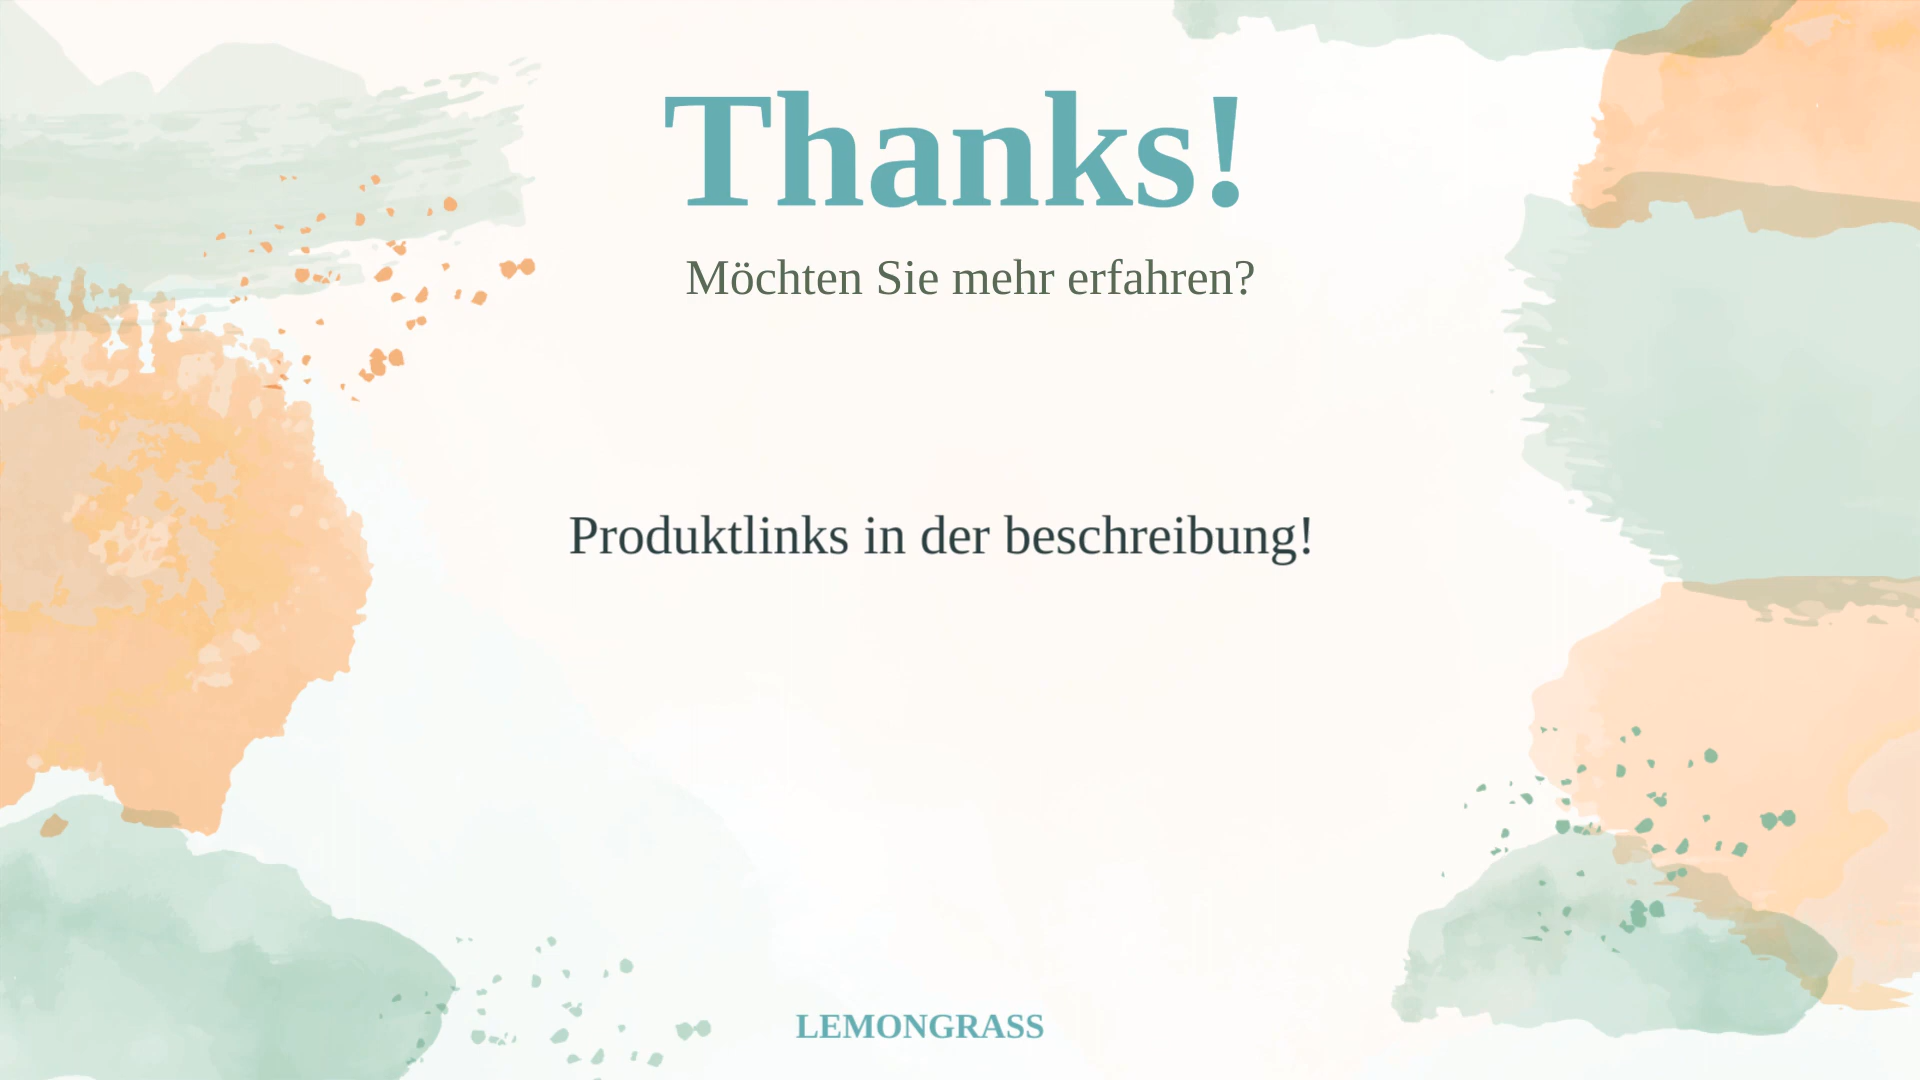 Thanks!
Möchten Sie mehr erfahren?
Produktlinks in der beschreibung!
LEMONGRASS